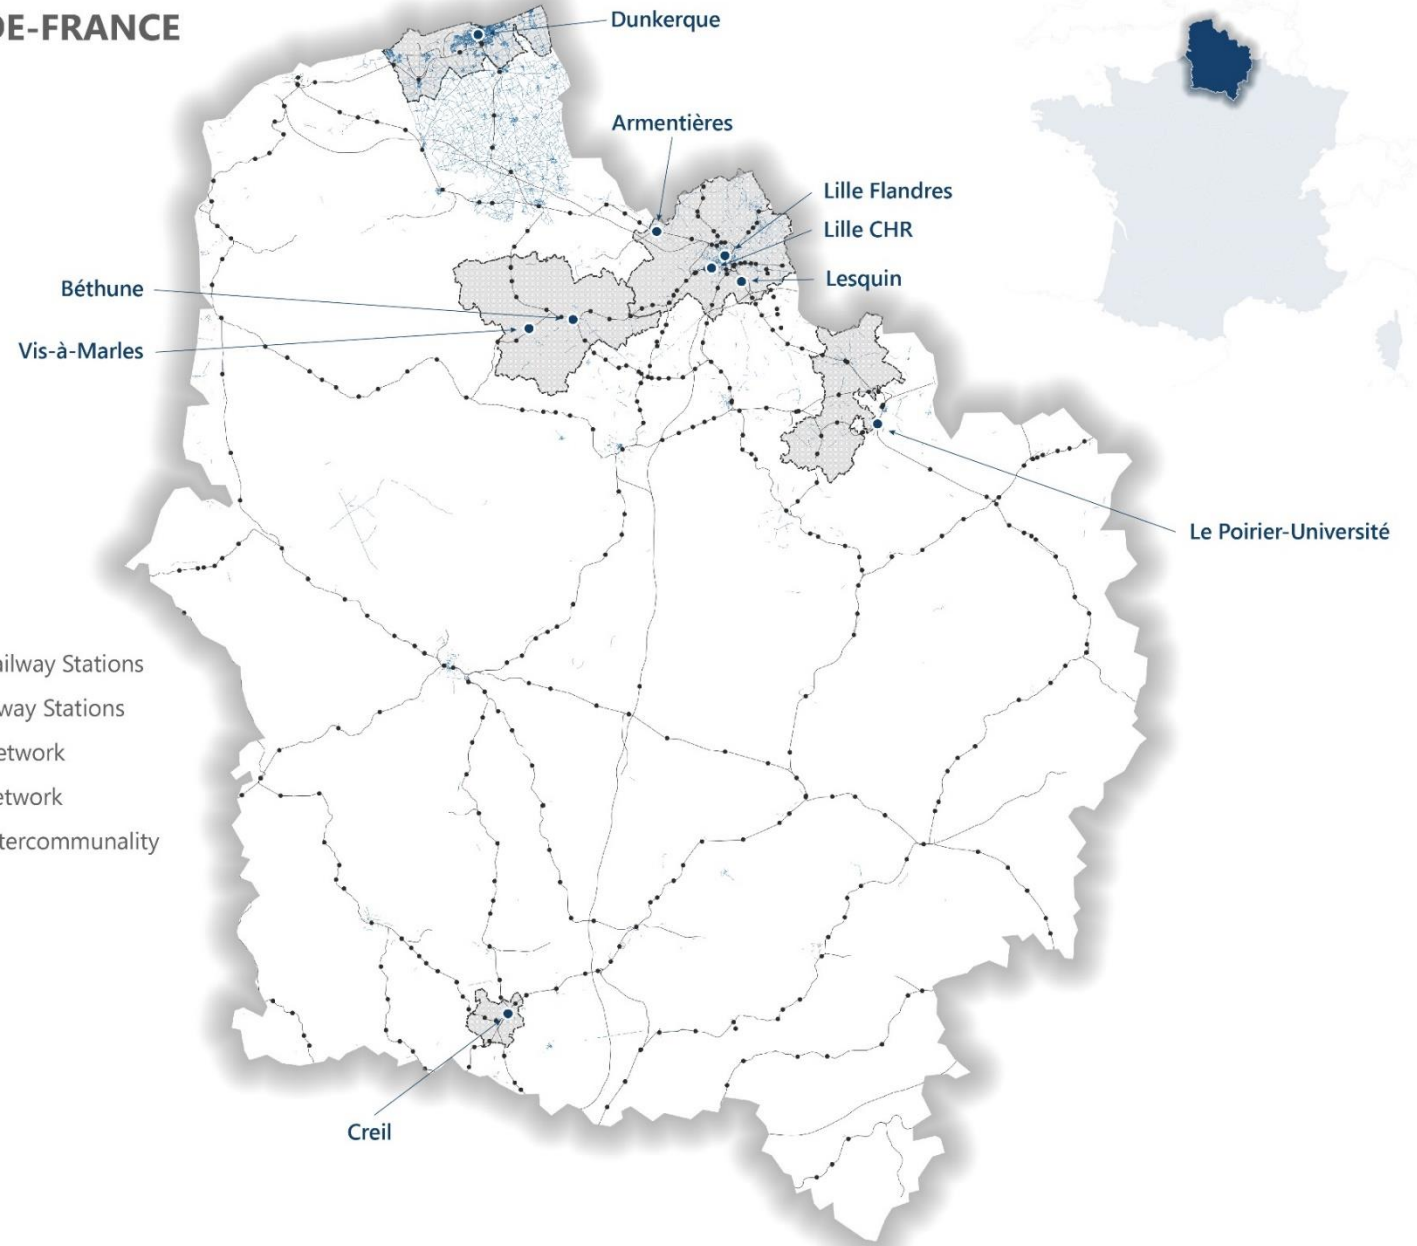 DE-FRANCE
Dunkerque
Armentières
Lille Flandres
Lille CHR
Lesquin
Béthune
Vis-à-Marles
Le Poirier-Université
ailway Stations
way Stations
etwork
etwork
tercommunality
Creil